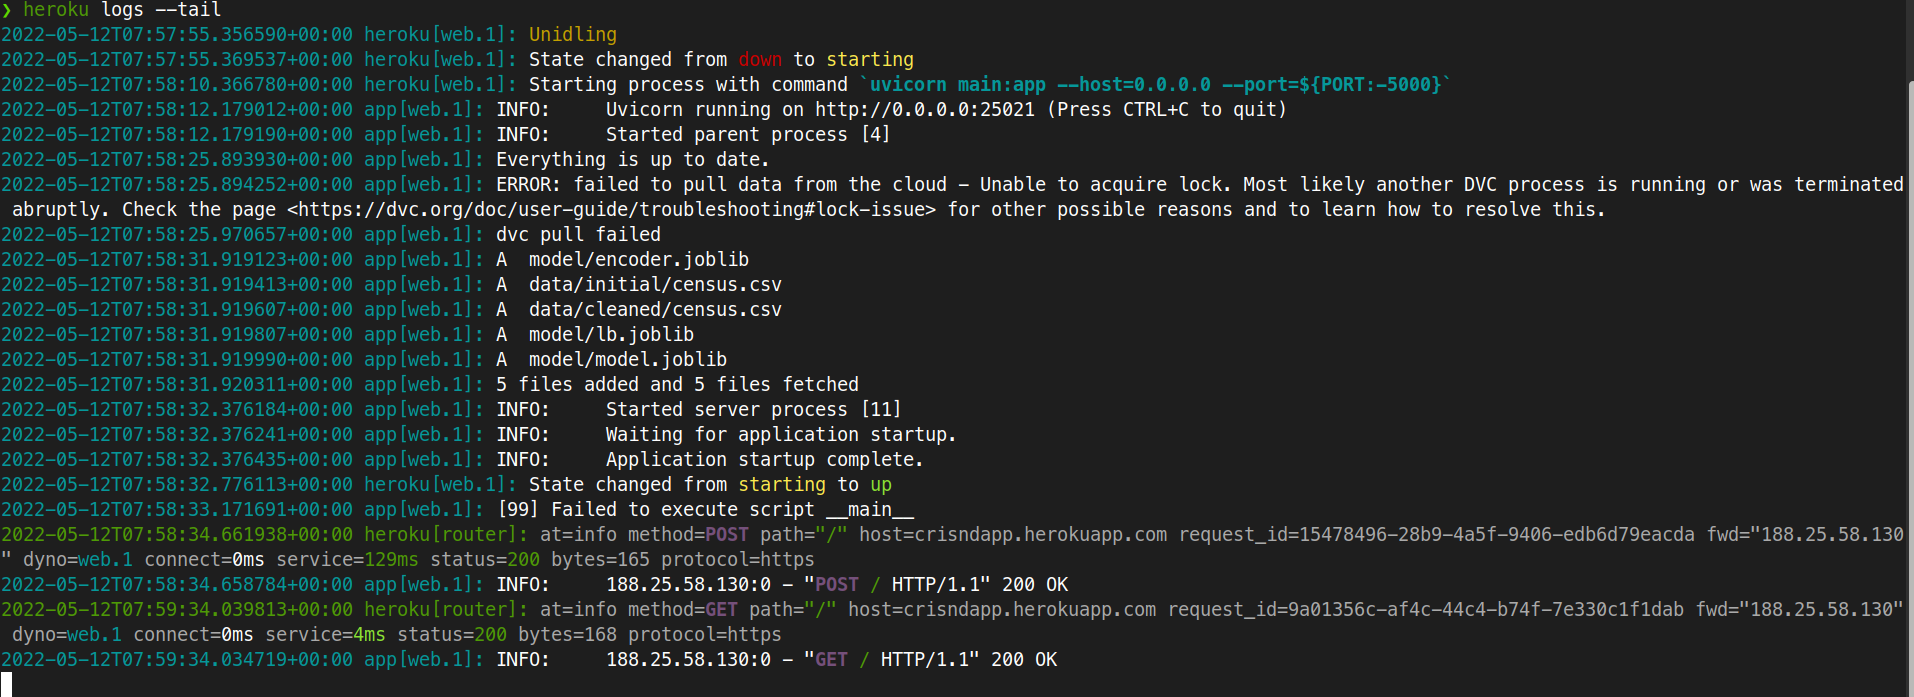 ❯ heroku logs --tail
2022-05-12T07:57:55.356590+00:00 heroku[web.1]: Unidling
2022-05-12T07:57:55.369537+00:00 heroku[web.1]: State changed from down to starting
2022-05-12T07:58:10.366780+00:00 heroku[web.1]: Starting process with command `uvicorn main:app --host=0.0.0.0 --port=${PORT:-5000}`
2022-05-12T07:58:12.179012+00:00 app[web.1]: INFO:     Uvicorn running on http://0.0.0.0:25021 (Press CTRL+C to quit)
2022-05-12T07:58:12.179190+00:00 app[web.1]: INFO:     Started parent process [4]
2022-05-12T07:58:25.893930+00:00 app[web.1]: Everything is up to date.
2022-05-12T07:58:25.894252+00:00 app[web.1]: ERROR: failed to pull data from the cloud - Unable to acquire lock. Most likely another DVC process is running or was terminated
 abruptly. Check the page <https://dvc.org/doc/user-guide/troubleshooting#lock-issue> for other possible reasons and to learn how to resolve this.
2022-05-12T07:58:25.970657+00:00 app[web.1]: dvc pull failed
2022-05-12T07:58:31.919123+00:00 app[web.1]: A  model/encoder.joblib
2022-05-12T07:58:31.919413+00:00 app[web.1]: A  data/initial/census.csv
2022-05-12T07:58:31.919607+00:00 app[web.1]: A  data/cleaned/census.csv
2022-05-12T07:58:31.919807+00:00 app[web.1]: A  model/lb.joblib
2022-05-12T07:58:31.919990+00:00 app[web.1]: A  model/model.joblib
2022-05-12T07:58:31.920311+00:00 app[web.1]: 5 files added and 5 files fetched
2022-05-12T07:58:32.376184+00:00 app[web.1]: INFO:     Started server process [11]
2022-05-12T07:58:32.376241+00:00 app[web.1]: INFO:     Waiting for application startup.
2022-05-12T07:58:32.376435+00:00 app[web.1]: INFO:     Application startup complete.
2022-05-12T07:58:32.776113+00:00 heroku[web.1]: State changed from starting to up
2022-05-12T07:58:33.171691+00:00 app[web.1]: [99] Failed to execute script __main__
2022-05-12T07:58:34.661938+00:00 heroku[router]: at=info method=POST path="/" host=crisndapp.herokuapp.com request_id=15478496-28b9-4a5f-9406-edb6d79eacda fwd="188.25.58.130
" dyno=web.1 connect=0ms service=129ms status=200 bytes=165 protocol=https
2022-05-12T07:58:34.658784+00:00 app[web.1]: INFO:     188.25.58.130:0 - "POST / HTTP/1.1" 200 OK
2022-05-12T07:59:34.039813+00:00 heroku[router]: at=info method=GET path="/" host=crisndapp.herokuapp.com request_id=9a01356c-af4c-44c4-b74f-7e330c1f1dab fwd="188.25.58.130"
 dyno=web.1 connect=0ms service=4ms status=200 bytes=168 protocol=https
2022-05-12T07:59:34.034719+00:00 app[web.1]: INFO:     188.25.58.130:0 - "GET / HTTP/1.1" 200 OK